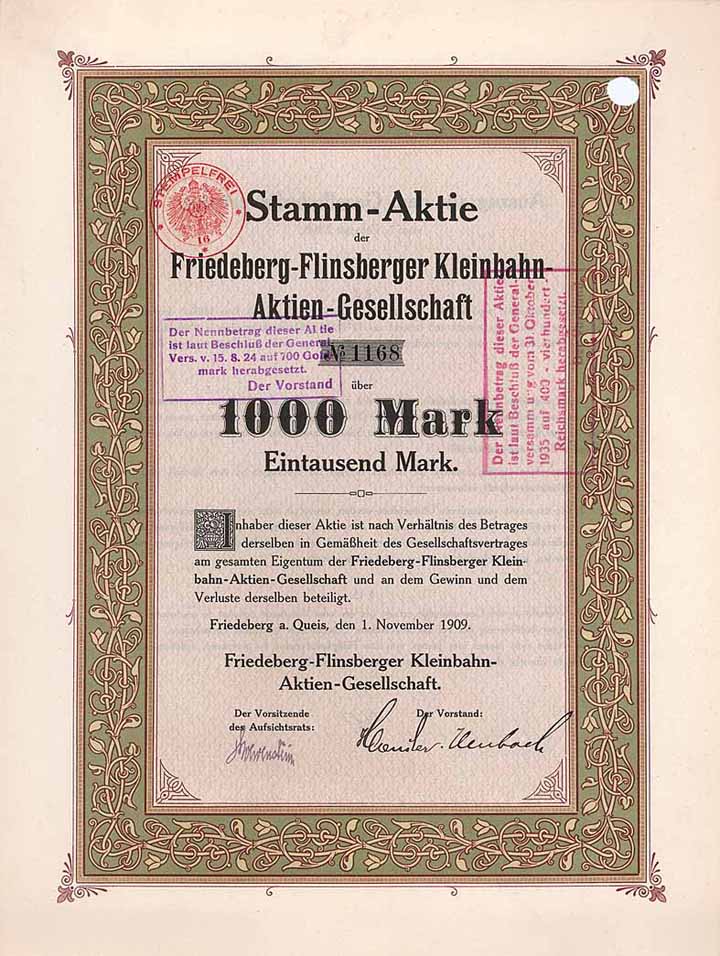 STEMPELFREI
16
Stamm-Aktie
der
Friedeberg-Flinsberger Kleinbahn-
Aktien-Gesellschaft
Der Nennbetrag dieser Aktie
ist laut Beschluß der General-
Vers. v. 15. 8. 24 auf 700 Gold
mark herabgesetzt.
Der Vorstand
№ 1168
Der Nennbetrag dieser Aktie
ist laut Beschluß der General-
versammlung vom 31 Oktober
1935 auf 400 - vierhundert -
Reichsmark herabgesetzt.
über
1000 Mark
Eintausend Mark.
Inhaber dieser Aktie ist nach Verhältnis des Betrages
derselben in Gemäßheit des Gesellschaftsvertrages
am gesamten Eigentum der Friedeberg-Flinsberger Klein-
bahn-Aktien-Gesellschaft und an dem Gewinn und dem
Verluste derselben beteiligt.
Friedeberg a. Queis, den 1. November 1909.
Friedeberg-Flinsberger Kleinbahn-
Aktien-Gesellschaft.
Der Vorsitzende
des Aufsichtsrats:
Der Vorstand: